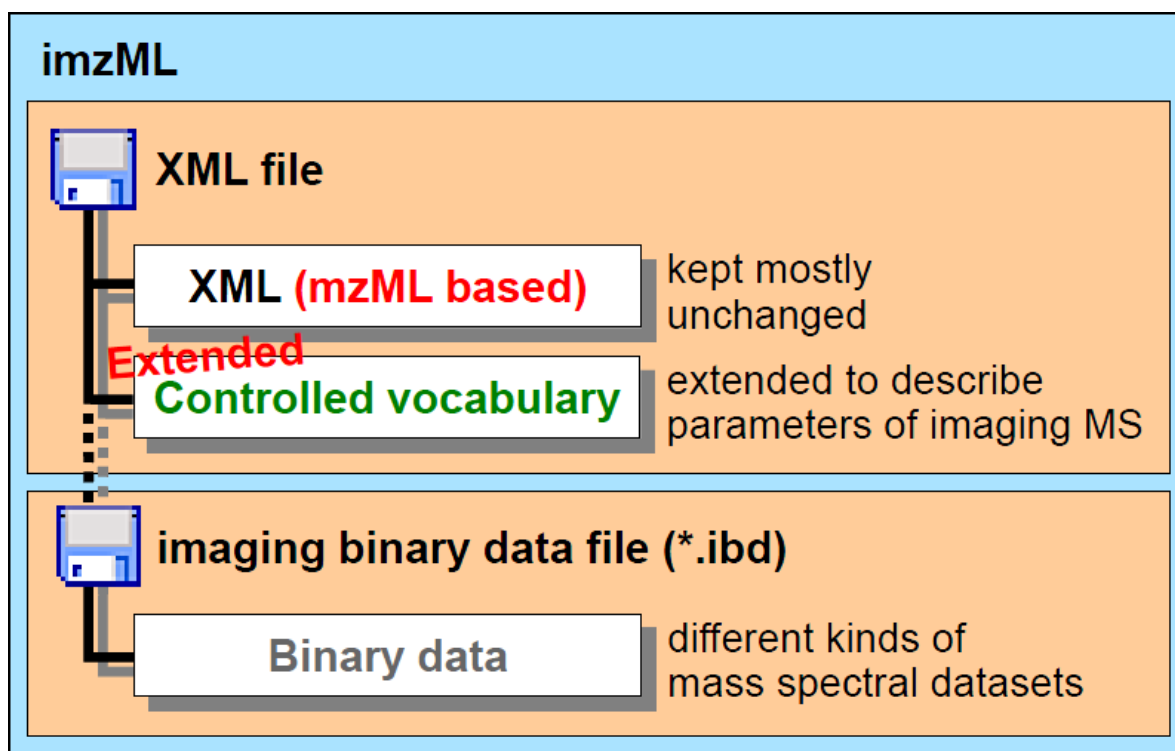 imzML
XML file
XML (mzML based)
kept mostly
unchanged
Extended
Controlled vocabulary
extended to describe
parameters of imaging MS
imaging binary data file (*.ibd)
Binary data
different kinds of
mass spectral datasets